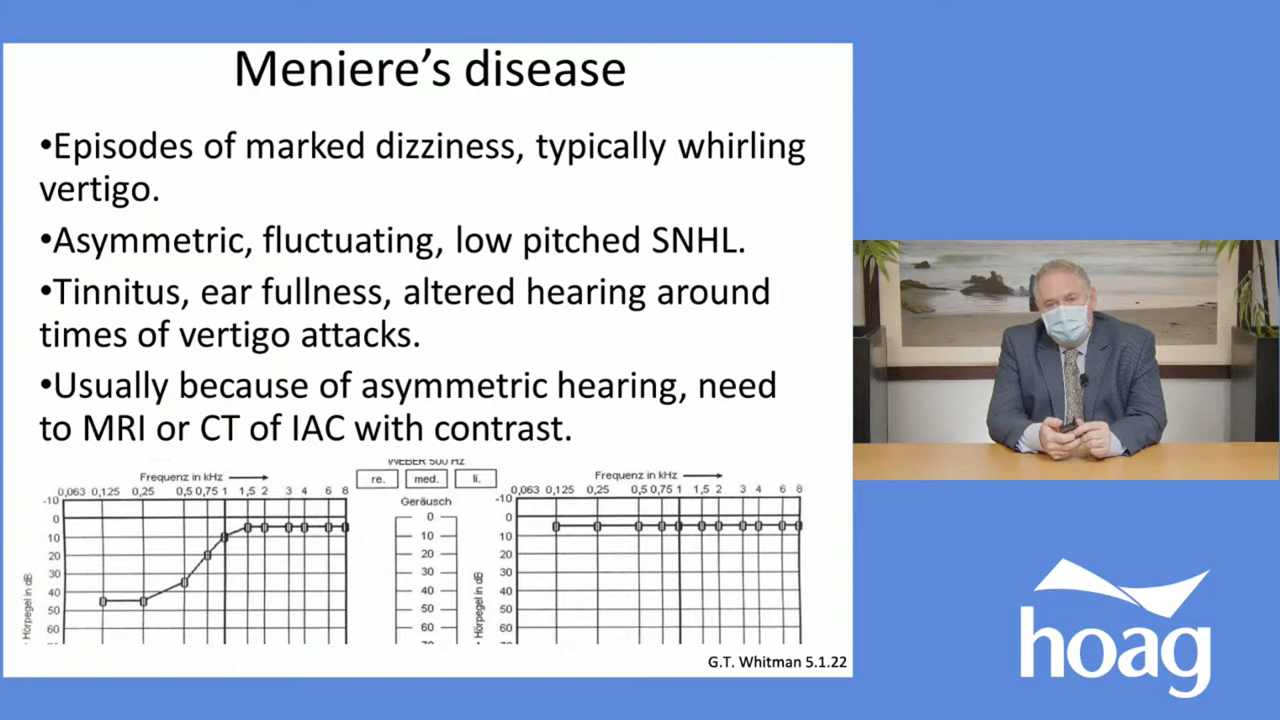 Meniere's disease
•Episodes of marked dizziness, typically whirling
vertigo.
•Asymmetric, fluctuating, low pitched SNHL.
•Tinnitus, ear fullness, altered hearing around
times of vertigo attacks.
•Usually because of asymmetric hearing, need
to MRI or CT of IAC with contrast.
Frequenz in kHz
0,063 0,125 0,25 0,5 0,75 1 1,5 2 3 4 6 8
-10
0
10
20
30
40
50
60
Hörpegel in dB
WEBER 500 Hz
re. med. li.
Geräusch
0
10
20
30
40
50
60
Frequenz in kHz
0,063 0,125 0,25 0,5 0,75 1 1,5 2 3 4 6 8
-10
0
10
20
30
40
50
60
Hörpegel in dB
G.T. Whitman 5.1.22
hoag